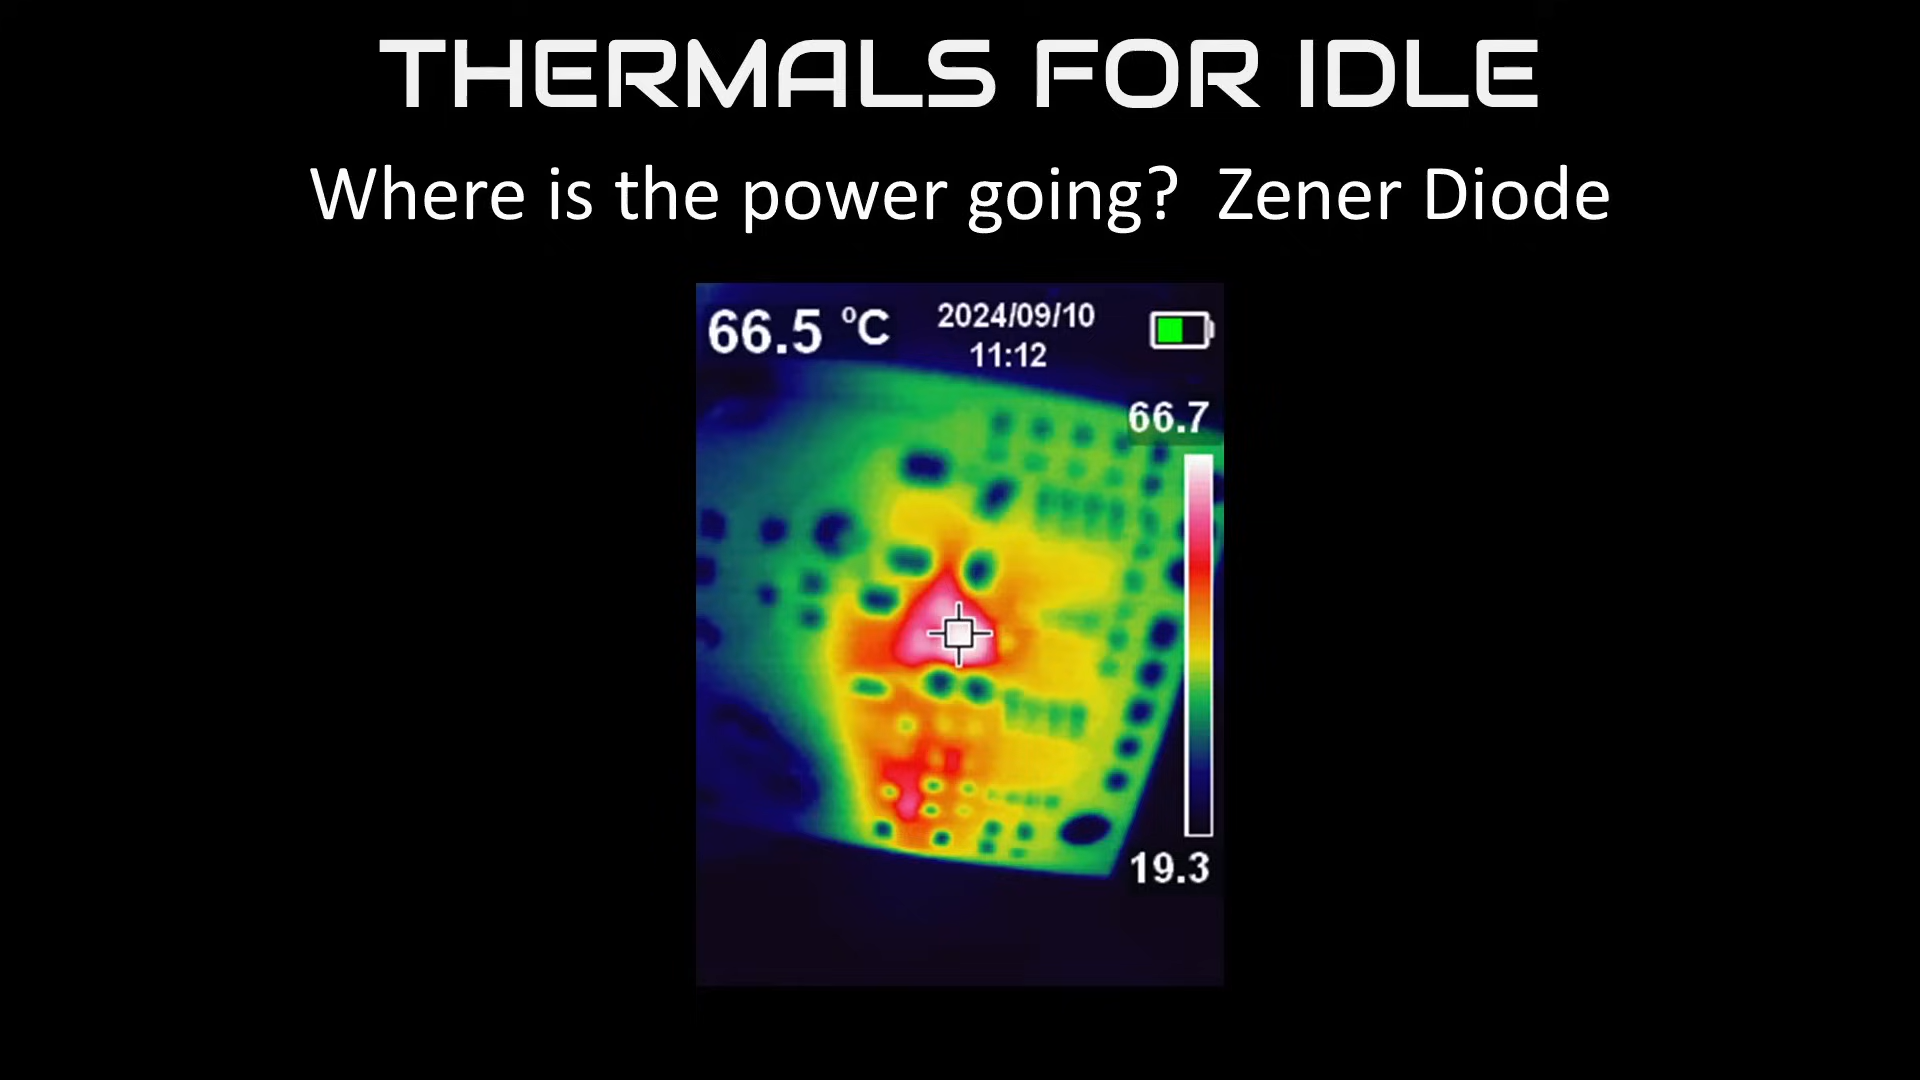 THERMALS FOR IDLE
Where is the power going?  Zener Diode
66.5 °C
2024/09/10
11:12
66.7
19.3